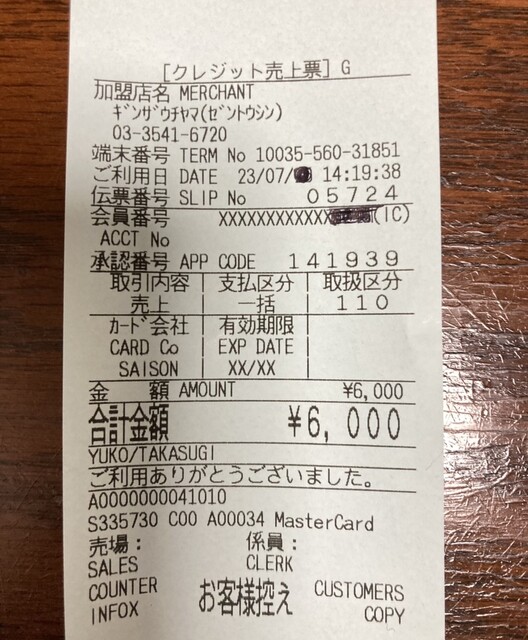 [クレジット売上票] G
加盟店名 MERCHANT
ギンザウチヤマ(ゼントウシン)
03-3541-6720
端末番号 TERM No 10035-560-31851
ご利用日 DATE 23/07/ 14:19:38
伝票番号 SLIP No 05724
会員番号 XXXXXXXXXXXX (IC)
ACCT No
承認番号 APP CODE 141939
取引内容 支払区分 取扱区分
売上 一括 110
カード会社 有効期限
CARD Co EXP DATE
SAISON XX/XX
金 額 AMOUNT ¥6,000
合計金額 ¥6,000
YUKO/TAKASUGI
ご利用ありがとうございました。
A0000000041010
S335730 C00 A00034 MasterCard
売場： 係員：
SALES CLERK
COUNTER お客様控え CUSTOMERS
INFOX COPY